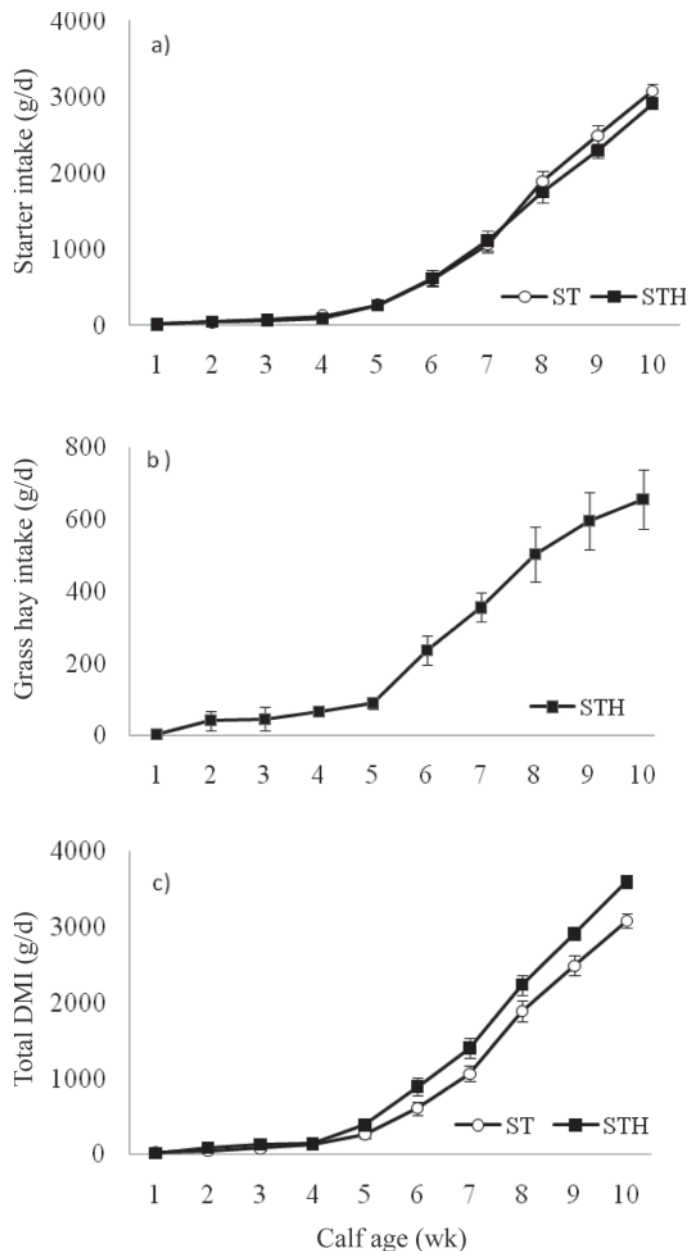 a)
Starter intake (g/d)
4000
3000
2000
1000
0
ST STH
1 2 3 4 5 6 7 8 9 10
b )
Grass hay intake (g/d)
800
600
400
200
0
STH
1 2 3 4 5 6 7 8 9 10
c)
Total DMI (g/d)
4000
3000
2000
1000
0
ST STH
1 2 3 4 5 6 7 8 9 10
Calf age (wk)